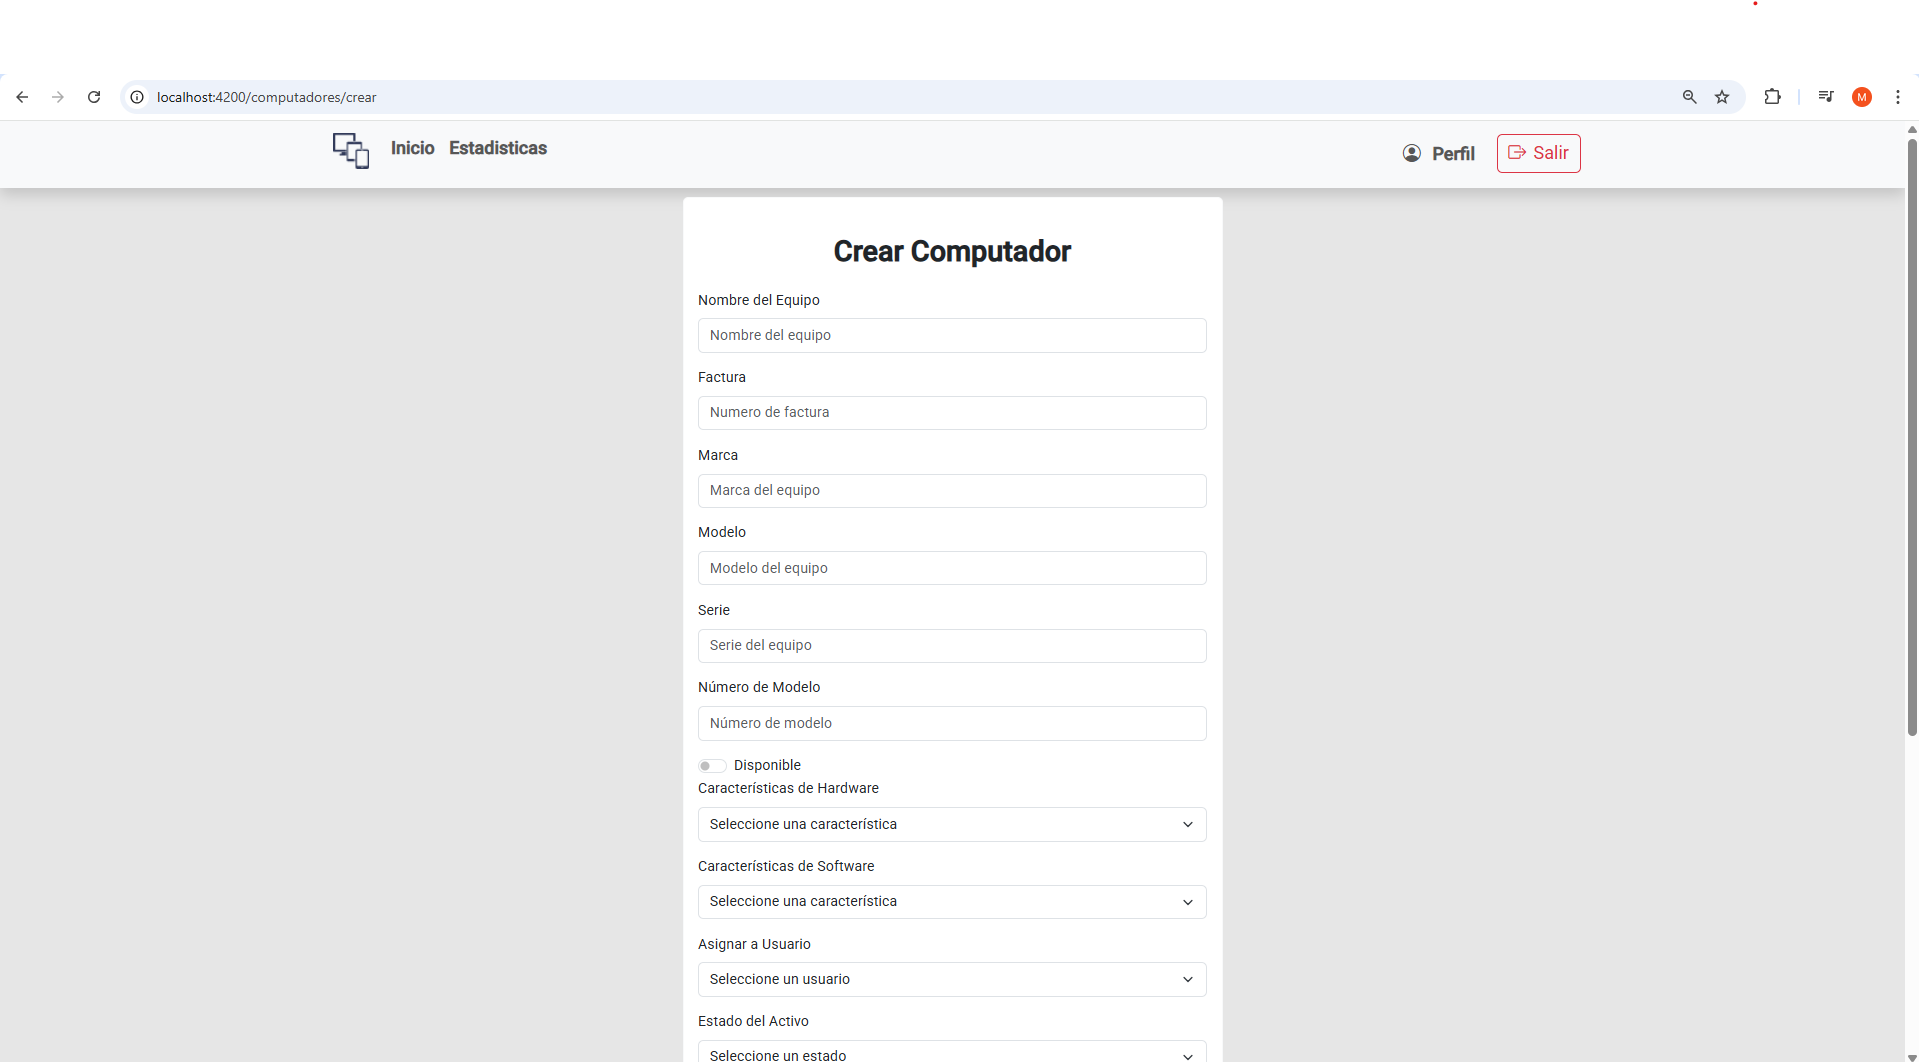 localhost:4200/computadores/crear
M
Inicio Estadisticas
Perfil Salir
Crear Computador
Nombre del Equipo
Nombre del equipo
Factura
Numero de factura
Marca
Marca del equipo
Modelo
Modelo del equipo
Serie
Serie del equipo
Número de Modelo
Número de modelo
Disponible
Características de Hardware
Seleccione una característica
Características de Software
Seleccione una característica
Asignar a Usuario
Seleccione un usuario
Estado del Activo
Seleccione un estado